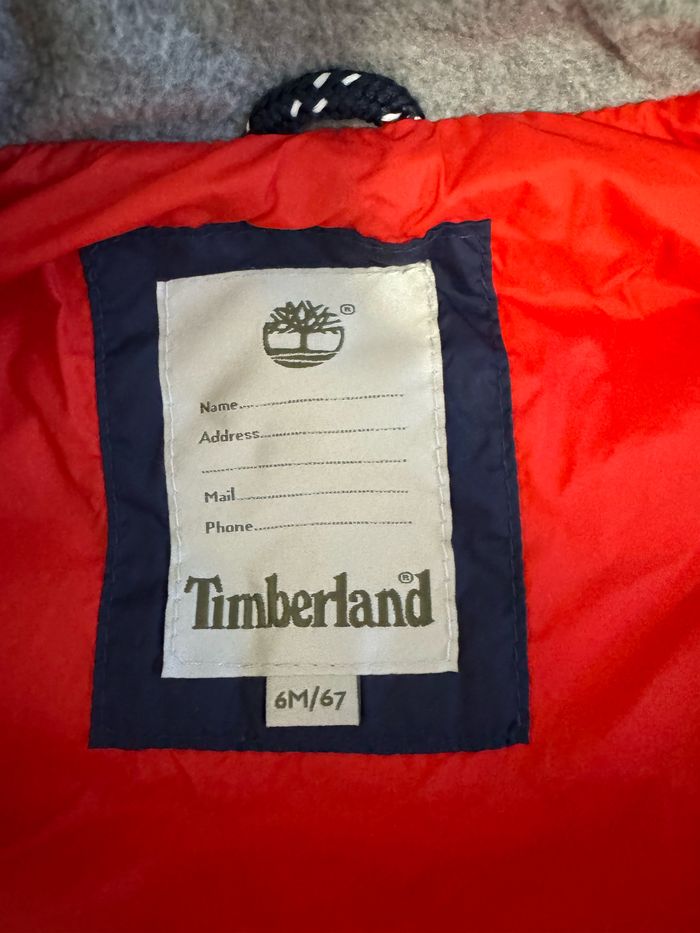 ®
Name
Address
Mail
Phone
Timberland®
6M/67